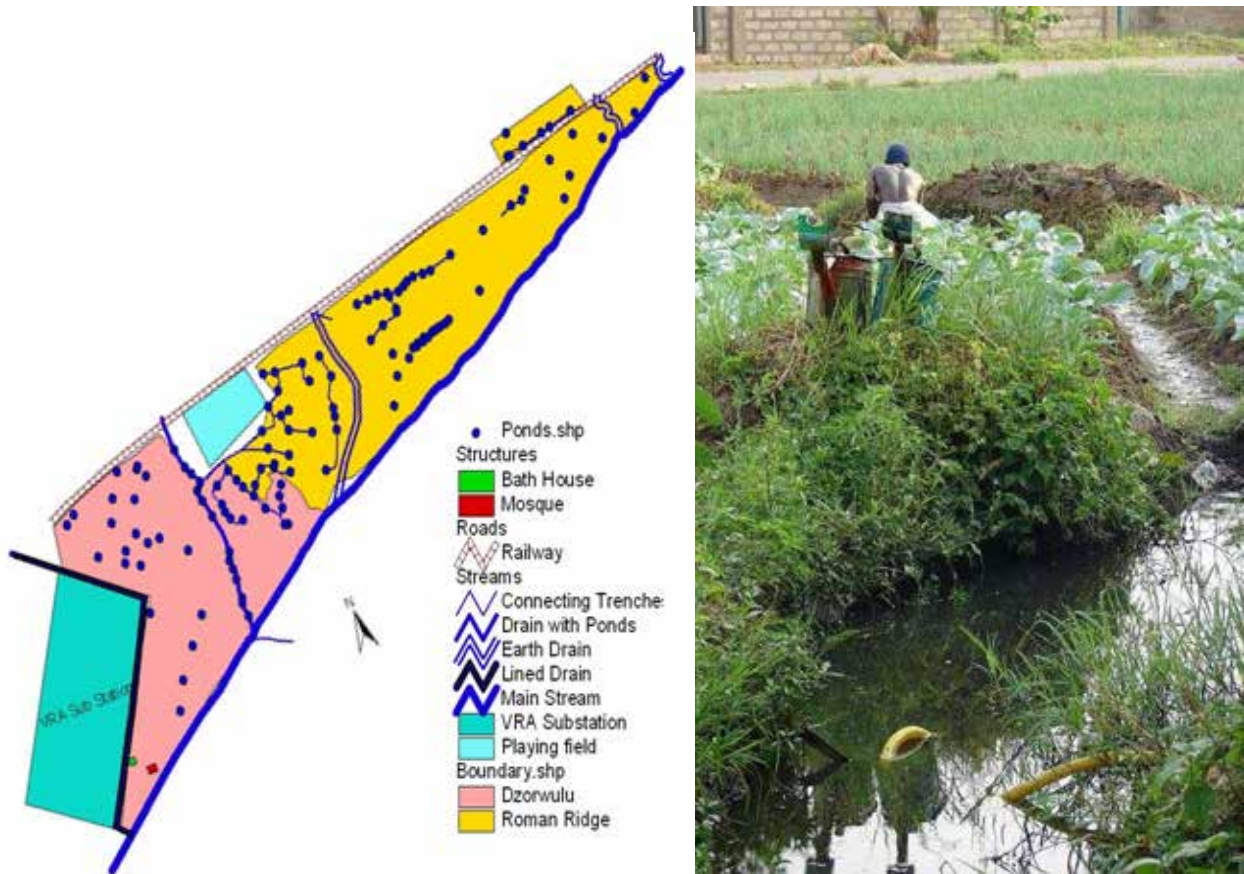 N
Ponds.shp
Structures
Bath House
Mosque
Roads
Railway
Streams
Connecting Trenche
Drain with Ponds
Earth Drain
Lined Drain
Main Stream
VRA Substation
Playing field
Boundary.shp
Dzorwulu
Roman Ridge
VRA Sub Station